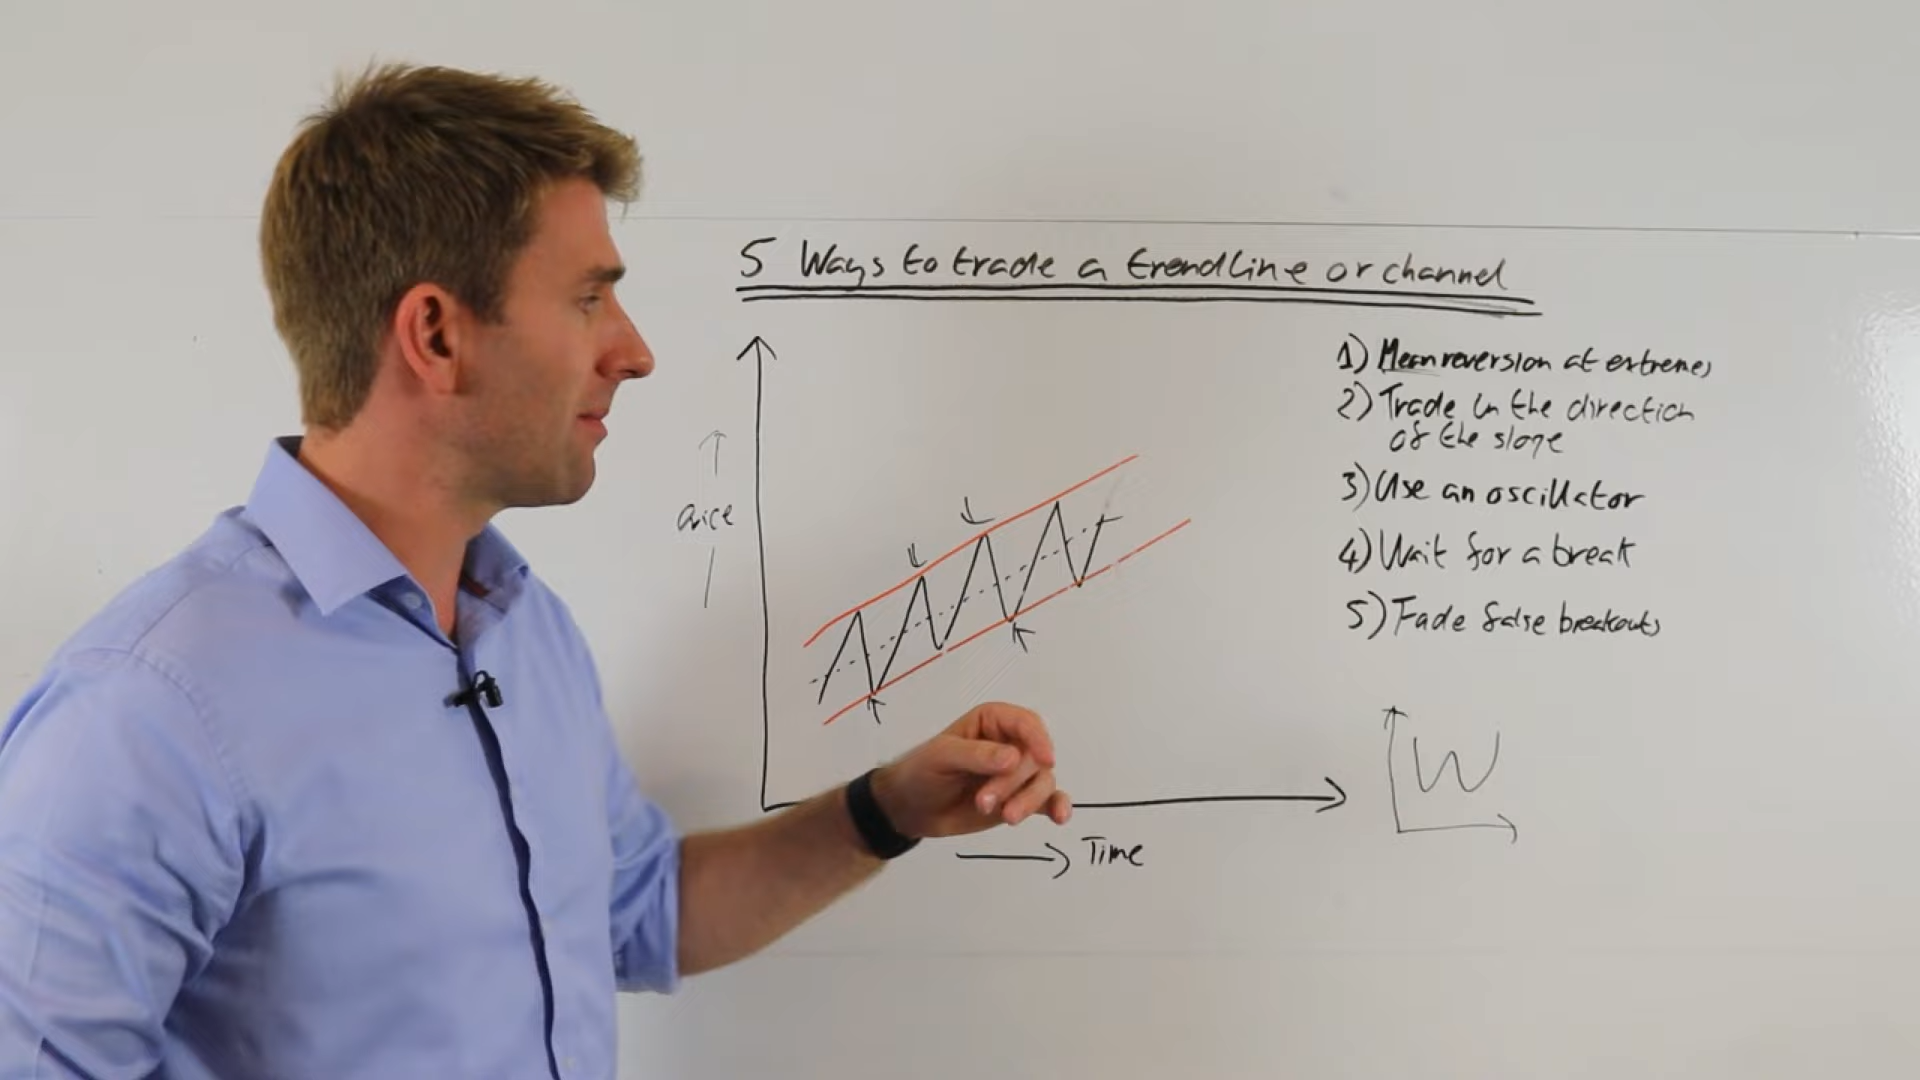 5 Ways to trade a trendline or channel
1) Mean reversion at extremes
2) Trade in the direction
of the slope
3) Use an oscillator
4) Wait for a break
5) Fade false breakouts
Price
Time